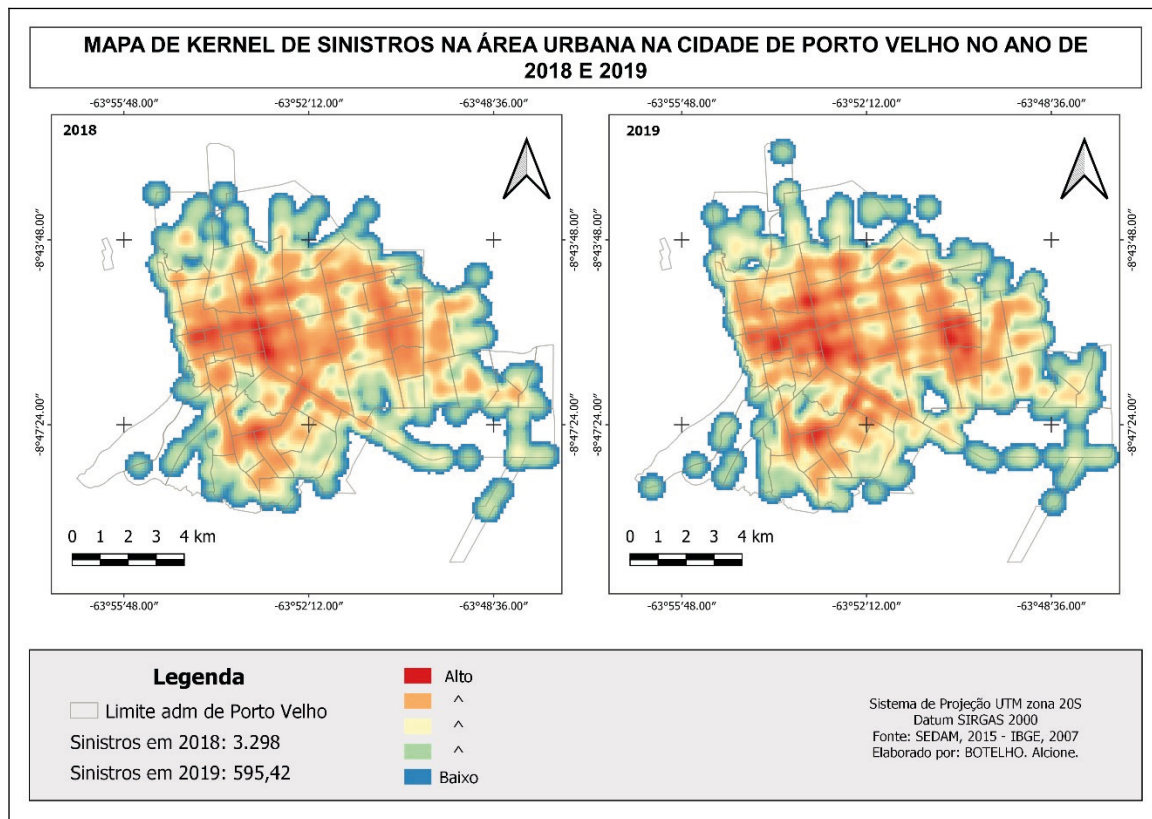 MAPA DE KERNEL DE SINISTROS NA ÁREA URBANA NA CIDADE DE PORTO VELHO NO ANO DE
2018 E 2019
-63°55'48.00" -63°52'12.00" -63°48'36.00" -63°55'48.00" -63°52'12.00" -63°48'36.00"
2018
2019
-8°43'48.00" -8°43'48.00" -8°43'48.00" -8°43'48.00"
-8°47'24.00" -8°47'24.00" -8°47'24.00" -8°47'24.00"
0 1 2 3 4 km
0 1 2 3 4 km
-63°55'48.00" -63°52'12.00" -63°48'36.00" -63°55'48.00" -63°52'12.00" -63°48'36.00"
Legenda
Limite adm de Porto Velho
Sinistros em 2018: 3.298
Sinistros em 2019: 595,42
Alto
^
^
^
Baixo
Sistema de Projeção UTM zona 20S
Datum SIRGAS 2000
Fonte: SEDAM, 2015 - IBGE, 2007
Elaborado por: BOTELHO. Alcione.